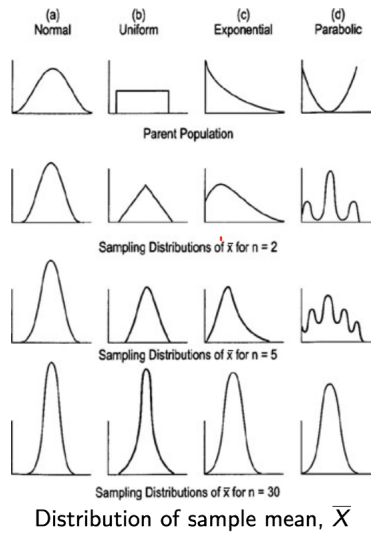 (a) (b) (c) (d)
Normal Uniform Exponential Parabolic
Parent Population
Sampling Distributions of x̄ for n = 2
Sampling Distributions of x̄ for n = 5
Sampling Distributions of x̄ for n = 30
Distribution of sample mean, X̅